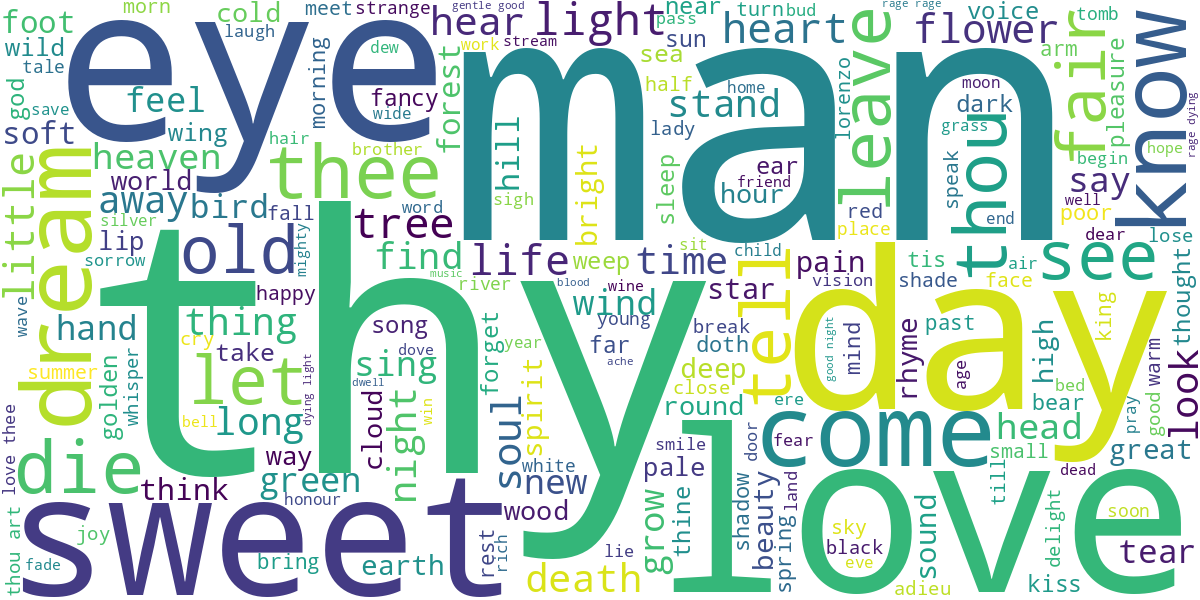 foot
morn
cold
laugh
meet
strange
gentle good
pass
near
turn
bud
rage rage
hear
light
heart
flower
voice
tomb
wild
tale
god
save
soft
eye
dew
morning
feel
wing
fancy
wide
forest
work
stream
sea
sun
half
home
man
stand
lady
lorenzo
leave
moon
dark
grass
arm
fair
pleasure
begin
know
rage dying
hope
little
heaven
hair
brother
thee
hill
sigh
bright
sleep
ear
friend
hour
red
place
speak
thou
end
say
poor
well
dear
lose
world
away
bird
silver
lip
sorrow
dream
old
mighty
fall
tree
word
find
music
river
life
sit
weep
time
child
tell
pain
vision
tis
shade
air
face
see
thought
wave
hand
thing
happy
thy
song
dove
cry
take
let
summer
golden
whisper
dying light
dwell
sing
forget
year
wind
wine
blood
young
far
ache
star
break
doth
deep
close
round
good night
mind
day
rhyme
past
age
high
bed
bear
king
pray
good
warm
look
bell
long
way
cloud
night
win
soul
spirit
white
new
wood
smile
pale
door
ere
fear
come
head
small
great
dead
till
love thee
die
think
green
honour
sweet
joy
thou art
fade
bring
earth
rest
rich
lie
death
grow
thine
shadow
beauty
land
spring
love
sky
black
eve
adieu
sound
delight
soon
tear
kiss